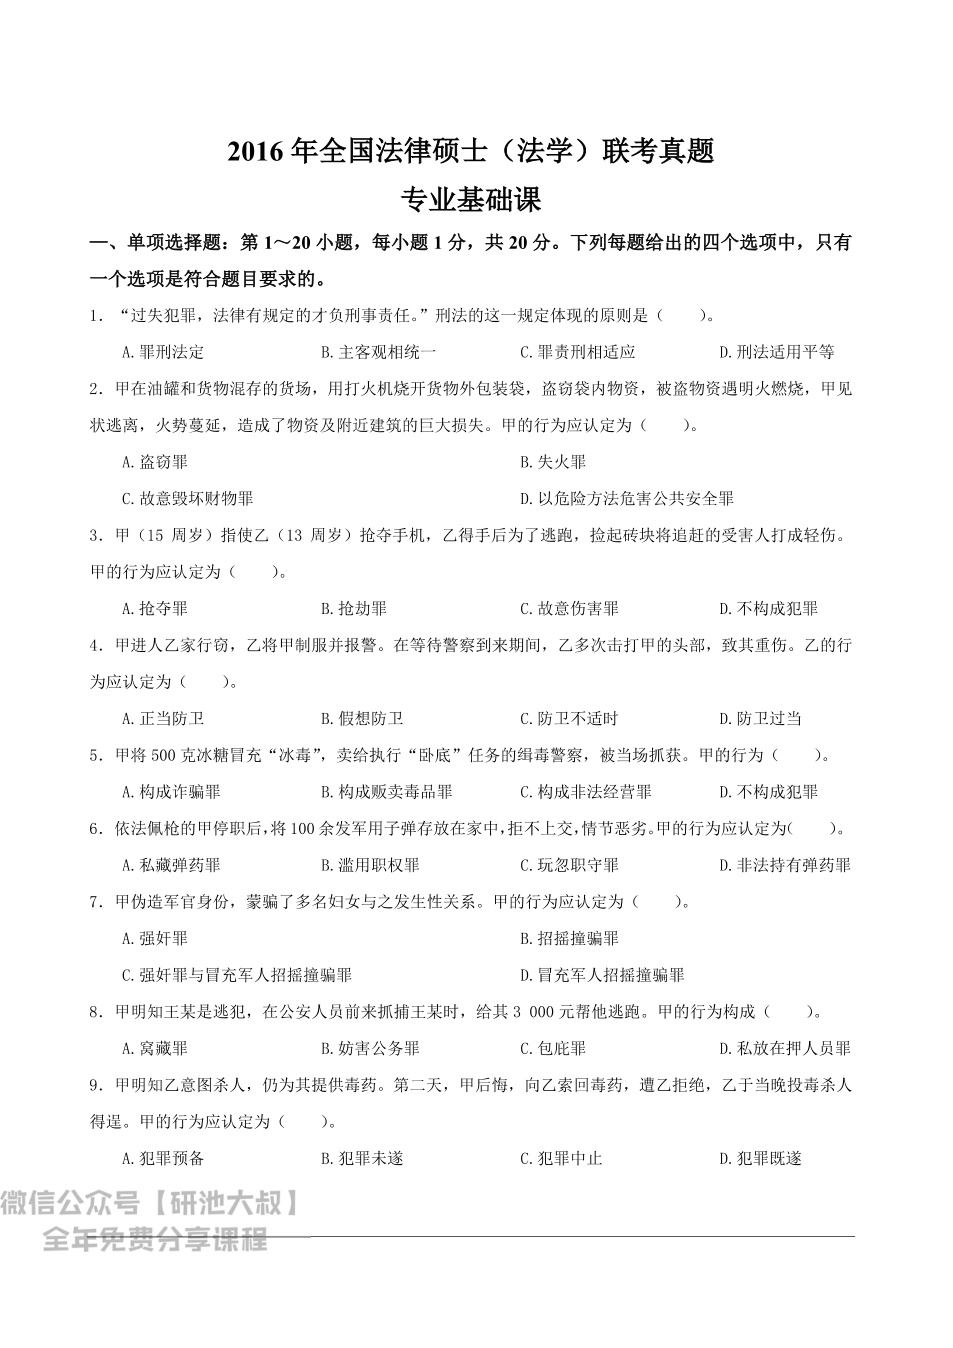 2016 年全国法律硕士（法学）联考真题
专业基础课
一、单项选择题：第 1～20 小题，每小题 1 分，共 20 分。下列每题给出的四个选项中，只有
一个选项是符合题目要求的。
1．“过失犯罪，法律有规定的才负刑事责任。”刑法的这一规定体现的原则是（　　）。
A.罪刑法定 B.主客观相统一 C.罪责刑相适应 D.刑法适用平等
2．甲在油罐和货物混存的货场，用打火机烧开货物外包装袋，盗窃袋内物资，被盗物资遇明火燃烧，甲见
状逃离，火势蔓延，造成了物资及附近建筑的巨大损失。甲的行为应认定为（　　）。
A.盗窃罪 B.失火罪
C.故意毁坏财物罪 D.以危险方法危害公共安全罪
3．甲（15 周岁）指使乙（13 周岁）抢夺手机，乙得手后为了逃跑，捡起砖块将追赶的受害人打成轻伤。
甲的行为应认定为（　　）。
A.抢夺罪 B.抢劫罪 C.故意伤害罪 D.不构成犯罪
4．甲进人乙家行窃，乙将甲制服并报警。在等待警察到来期间，乙多次击打甲的头部，致其重伤。乙的行
为应认定为（　　）。
A.正当防卫 B.假想防卫 C.防卫不适时 D.防卫过当
5．甲将 500 克冰糖冒充“冰毒”，卖给执行“卧底”任务的缉毒警察，被当场抓获。甲的行为（　　）。
A.构成诈骗罪 B.构成贩卖毒品罪 C.构成非法经营罪 D.不构成犯罪
6．依法佩枪的甲停职后，将 100 余发军用子弹存放在家中，拒不上交，情节恶劣。甲的行为应认定为（　　）。
A.私藏弹药罪 B.滥用职权罪 C.玩忽职守罪 D.非法持有弹药罪
7．甲伪造军官身份，蒙骗了多名妇女与之发生性关系。甲的行为应认定为（　　）。
A.强奸罪 B.招摇撞骗罪
C.强奸罪与冒充军人招摇撞骗罪 D.冒充军人招摇撞骗罪
8．甲明知王某是逃犯，在公安人员前来抓捕王某时，给其 3 000 元帮他逃跑。甲的行为构成（　　）。
A.窝藏罪 B.妨害公务罪 C.包庇罪 D.私放在押人员罪
9．甲明知乙意图杀人，仍为其提供毒药。第二天，甲后悔，向乙索回毒药，遭乙拒绝，乙于当晚投毒杀人
得逞。甲的行为应认定为（　　）。
A.犯罪预备 B.犯罪未遂 C.犯罪中止 D.犯罪既遂
微信公众号【研池大叔】
全年免费分享课程